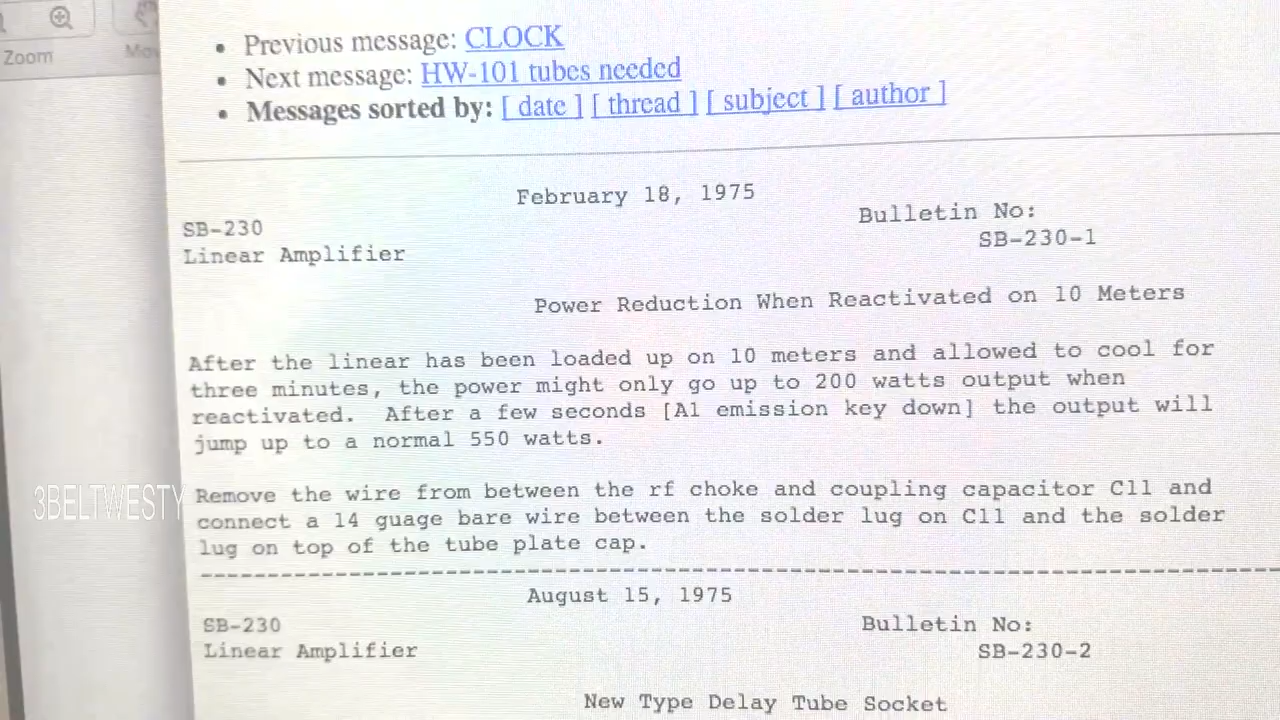 Zoom
Previous message: CLOCK
Next message: HW-101 tubes needed
Messages sorted by: [ date ] [ thread ] [ subject ] [ author ]
February 18, 1975
SB-230
Bulletin No:
Linear Amplifier
SB-230-1
Power Reduction When Reactivated on 10 Meters
After the linear has been loaded up on 10 meters and allowed to cool for
three minutes, the power might only go up to 200 watts output when
reactivated. After a few seconds [A1 emission key down] the output will
jump up to a normal 550 watts.
3BELTWESTY
Remove the wire from between the rf choke and coupling capacitor C11 and
connect a 14 guage bare wire between the solder lug on C11 and the solder
lug on top of the tube plate cap.
August 15, 1975
SB-230
Bulletin No:
Linear Amplifier
SB-230-2
New Type Delay Tube Socket